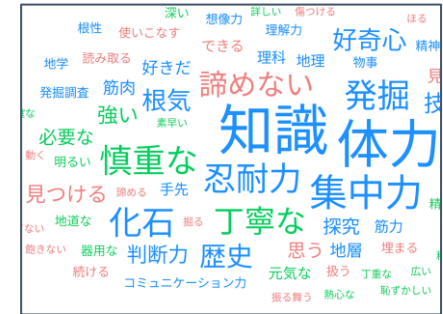 深い 想像力 詳しい 傷つける ほる
根性 使いこなす 理解力 好奇心 精神
できる
地学 読み取る 好きだ 理科 地理 物事
発掘調査 筋肉 根気 諦めない 発掘
強い 素早い 知識 体力
必要な
動く 明るい 慎重な 忍耐力 集中力
見つける 諦める 手先
地道な 化石 掘る 丁寧な 探究 筋力
ない
飽きない 器用な 判断力 歴史 思う 地層 埋まる
続ける 元気な 扱う 丁重な 広い
コミュニケーション力
振る舞う 熱心な 恥ずかしい